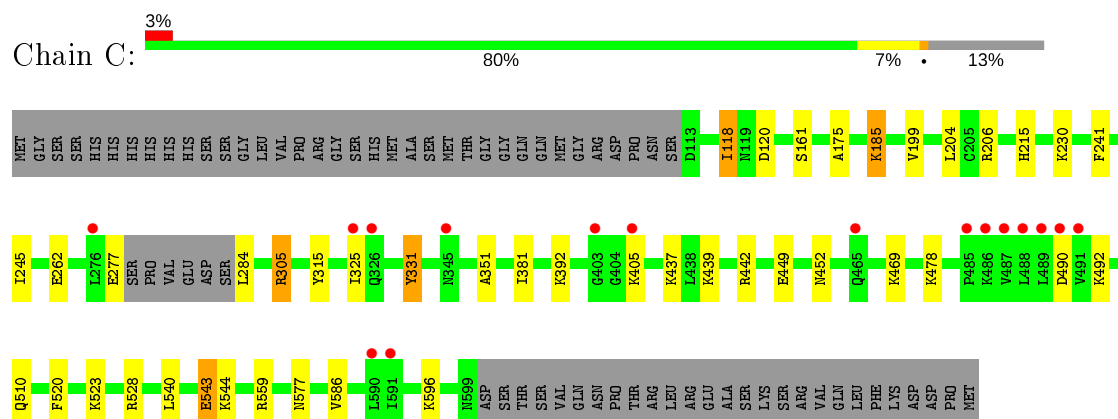 3%
Chain C:
80% 7% • 13%
MET GLY SER SER HIS HIS HIS HIS HIS HIS SER SER GLY LEU VAL PRO ARG GLY SER HIS MET ALA SER MET THR GLY GLY GLN GLN MET GLY ARG ASP PRO ASN SER D113 I118 N119 D120 S161 A175 K185 V199 L204 C205 R206 H215 K230 F241
I245 E262 L276 E277 SER PRO VAL GLU ASP SER L284 R305 Y315 I325 Q326 Y331 N345 A351 I381 K392 G403 G404 K405 K437 L438 K439 R442 E449 N452 Q465 K469 K478 P485 K486 V487 L488 L489 D490 V491 K492
Q510 F520 K523 R528 L540 E543 K544 R559 N577 V586 L590 I591 K596 N599 ASP SER THR SER VAL GLN ASN PRO THR ARG LEU ARG GLU ALA SER LYS SER ARG VAL GLN LEU PHE LYS ASP ASP PRO MET